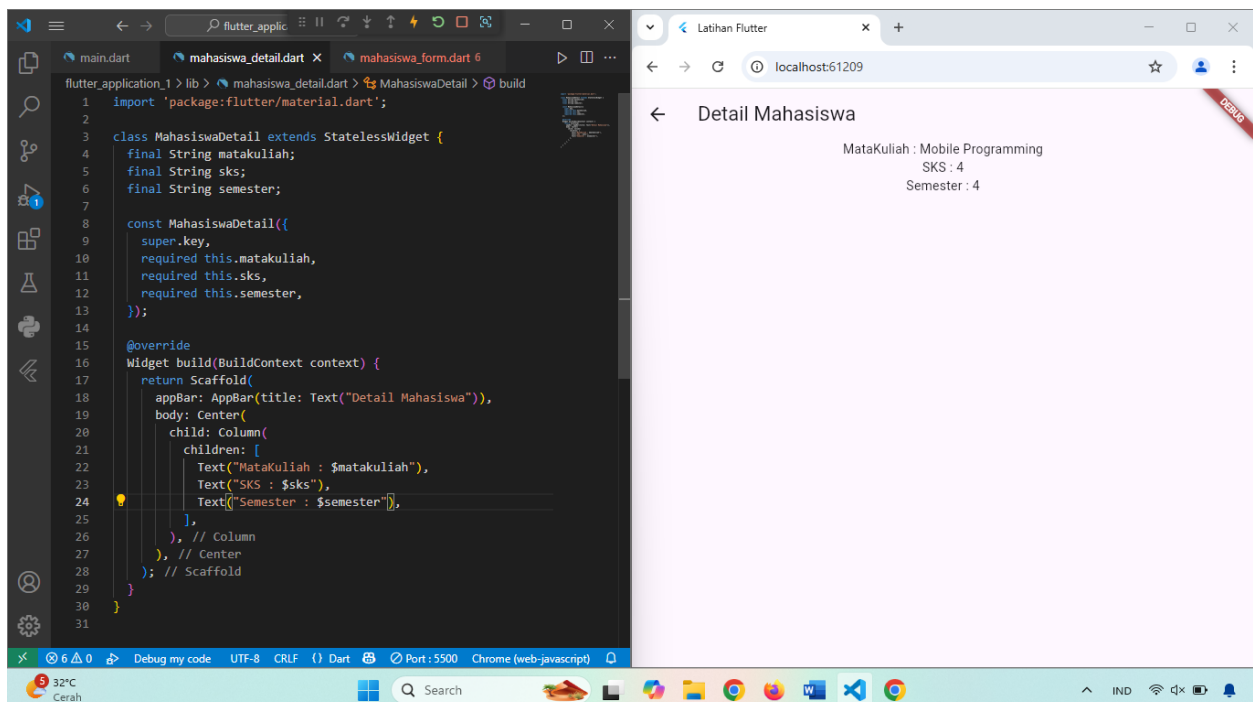 flutter_applic
main.dart
mahasiswa_detail.dart
mahasiswa_form.dart 6
flutter_application_1 > lib > mahasiswa_detail.dart > MahasiswaDetail > build
1 import 'package:flutter/material.dart';
2
3 class MahasiswaDetail extends StatelessWidget {
4 final String matakuliah;
5 final String sks;
6 final String semester;
7
8 const MahasiswaDetail({
9 super.key,
10 required this.matakuliah,
11 required this.sks,
12 required this.semester,
13 });
14
15 @override
16 Widget build(BuildContext context) {
17 return Scaffold(
18 appBar: AppBar(title: Text("Detail Mahasiswa")),
19 body: Center(
20 child: Column(
21 children: [
22 Text("MataKuliah : $matakuliah"),
23 Text("SKS : $sks"),
24 Text("Semester : $semester"),
25 ],
26 ), // Column
27 ), // Center
28 ); // Scaffold
29 }
30 }
31
1
6 0 Debug my code UTF-8 CRLF {} Dart Port : 5500 Chrome (web-javascript)
Latihan Flutter
localhost:61209
Detail Mahasiswa
DEBUG
MataKuliah : Mobile Programming
SKS : 4
Semester : 4
5
32°C
Cerah
Search
IND